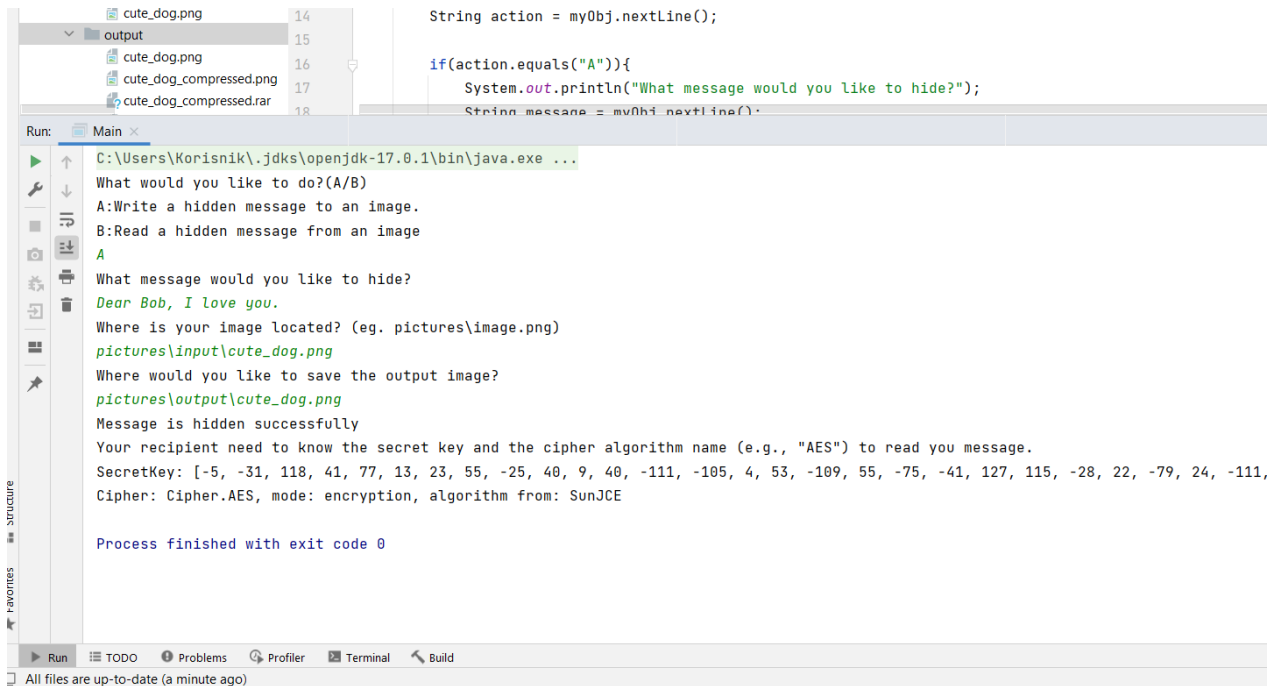 cute_dog.png
output
cute_dog.png
cute_dog_compressed.png
cute_dog_compressed.rar
14 String action = myObj.nextLine();
15
16 if(action.equals("A")){
17 System.out.println("What message would you like to hide?");
18 String message = myObj.nextLine();
Run: Main
C:\Users\Korisnik\.jdks\openjdk-17.0.1\bin\java.exe ...
What would you like to do?(A/B)
A:Write a hidden message to an image.
B:Read a hidden message from an image
A
What message would you like to hide?
Dear Bob, I love you.
Where is your image located? (eg. pictures\image.png)
pictures\input\cute_dog.png
Where would you like to save the output image?
pictures\output\cute_dog.png
Message is hidden successfully
Your recipient need to know the secret key and the cipher algorithm name (e.g., "AES") to read you message.
SecretKey: [-5, -31, 118, 41, 77, 13, 23, 55, -25, 40, 9, 40, -111, -105, 4, 53, -109, 55, -75, -41, 127, 115, -28, 22, -79, 24, -111,
Cipher: Cipher.AES, mode: encryption, algorithm from: SunJCE
Process finished with exit code 0
Structure
Favorites
Run TODO Problems Profiler Terminal Build
All files are up-to-date (a minute ago)